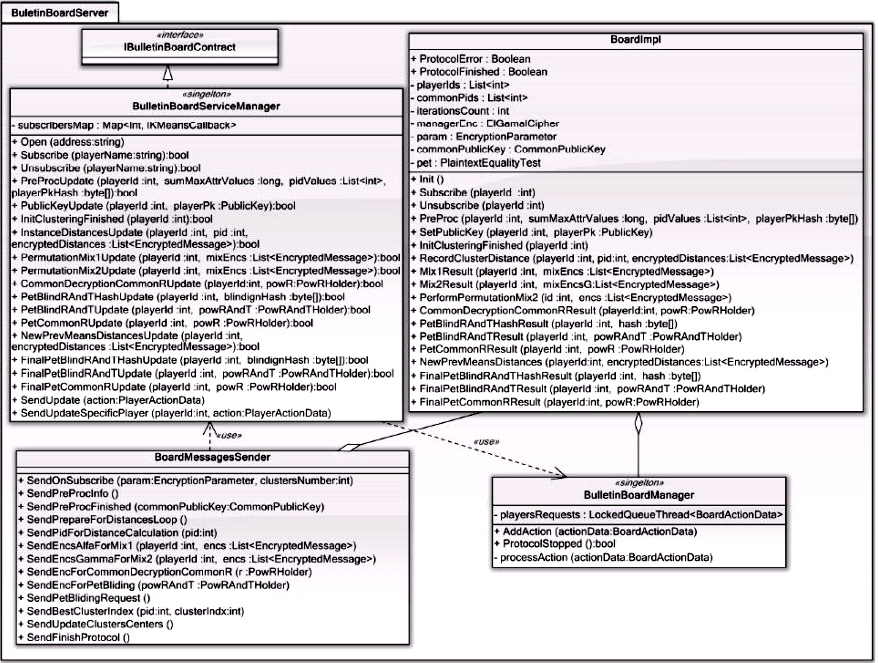 BuletinBoardServer
«interface»
IBulletinBoardContract
«singelton»
BulletinBoardServiceManager
- subscribersMap : Map<int, IKMeansCallback>
+ Open (address:string)
+ Subscribe (playerName:string):bool
+ Unsubscribe (playerName:string):bool
+ PreProcUpdate (playerId :int, sumMaxAttrValues :long, pidValues :List<int>,
playerPkHash :byte[]):bool
+ PublicKeyUpdate (playerId :int, playerPk :PublicKey):bool
+ InitClusteringFinished (playerId :int):bool
+ InstanceDistancesUpdate (playerId :int, pid :int,
encryptedDistances :List<EncryptedMessage>):bool
+ PermutationMix1Update (playerId :int, mixEncs :List<EncryptedMessage>):bool
+ PermutationMix2Update (playerId :int, mixEncs :List<EncryptedMessage>):bool
+ CommonDecryptionCommonRUpdate (playerId:int, powR:PowRHolder):bool
+ PetBlindRAndTHashUpdate (playerId :int, blindignHash :byte[]):bool
+ PetBlindRAndTUpdate (playerId :int, powRAndT :PowRAndTHolder):bool
+ PetCommonRUpdate (playerId :int, powR :PowRHolder):bool
+ NewPrevMeansDistancesUpdate (playerId :int,
encryptedDistances :List<EncryptedMessage>):bool
+ FinalPetBlindRAndTHashUpdate (playerId :int, blindignHash :byte[]):bool
+ FinalPetBlindRAndTUpdate (playerId :int, powRAndT :PowRAndTHolder):bool
+ FinalPetCommonRUpdate (playerId :int, powR :PowRHolder):bool
+ SendUpdate (action:PlayerActionData)
+ SendUpdateSpecificPlayer (playerId:int, action:PlayerActionData)
BoardImpl
+ ProtocolError : Boolean
+ ProtocolFinished : Boolean
- playerIds : List<int>
- commonPids : List<int>
- iterationsCount : int
- managerEnc : ElGamalCipher
- param : EncryptionParameter
- commonPublicKey : CommonPublicKey
- pet : PlaintextEqualityTest
+ Init ()
+ Subscribe (playerId :int)
+ Unsubscribe (playerId :int)
+ PreProc (playerId :int, sumMaxAttrValues :long, pidValues :List<int>, playerPkHash :byte[])
+ SetPublicKey (playerId :int, playerPk :PublicKey)
+ InitClusteringFinished (playerId :int)
+ RecordClusterDistance (playerId:int, pid:int, encryptedDistances:List<EncryptedMessage>)
+ Mix1Result (playerId :int, mixEncs :List<EncryptedMessage>)
+ Mix2Result (playerId :int, mixEncsG:List<EncryptedMessage>)
+ PerformPermutationMix2 (id :int, encs :List<EncryptedMessage>)
+ CommonDecryptionCommonRResult (playerId:int, powR:PowRHolder)
+ PetBlindRAndTHashResult (playerId :int, hash :byte[])
+ PetBlindRAndTResult (playerId :int, powRAndT :PowRAndTHolder)
+ PetCommonRResult (playerId :int, powR :PowRHolder)
+ NewPrevMeansDistances (playerId:int, encryptedDistances:List<EncryptedMessage>)
+ FinalPetBlindRAndTHashResult (playerId :int, hash :byte[])
+ FinalPetBlindRAndTResult (playerId :int, powRAndT :PowRAndTHolder)
+ FinalPetCommonRResult (playerId:int, powR:PowRHolder)
«use»
«use»
BoardMessagesSender
+ SendOnSubscribe (param:EncryptionParameter, clustersNumber:int)
+ SendPreProcInfo ()
+ SendPreProcFinished (commonPublicKey:CommonPublicKey)
+ SendPrepareForDistancesLoop ()
+ SendPidForDistanceCalculation (pid:int)
+ SendEncsAlfaForMix1 (playerId :int, encs :List<EncryptedMessage>)
+ SendEncsGammaForMix2 (playerId :int, encs :List<EncryptedMessage>)
+ SendEncForCommonDecryptionCommonR (r :PowRHolder)
+ SendEncForPetBliding (powRAndT :PowRAndTHolder)
+ SendPetBlidingRequest ()
+ SendBestClusterIndex (pid:int, clusterIndx:int)
+ SendUpdateClustersCenters ()
+ SendFinishProtocol ()
«singelton»
BulletinBoardManager
- playersRequests : LockedQueueThread<BoardActionData>
+ AddAction (actionData:BoardActionData)
+ ProtocolStopped ():bool
- processAction (actionData:BoardActionData)